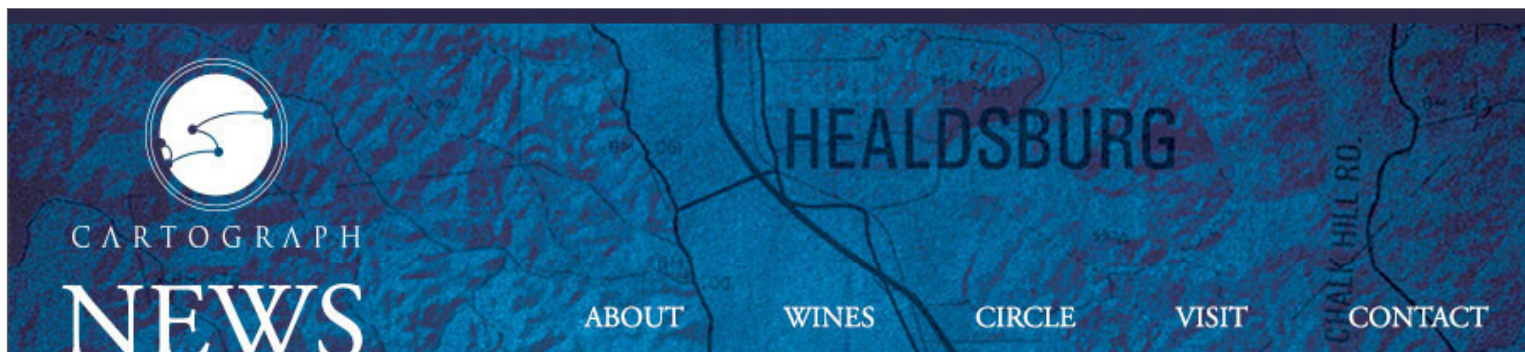 HEALDSBURG
CHALK HILL RD.
CARTOGRAPH
NEWS
ABOUT WINES CIRCLE VISIT CONTACT